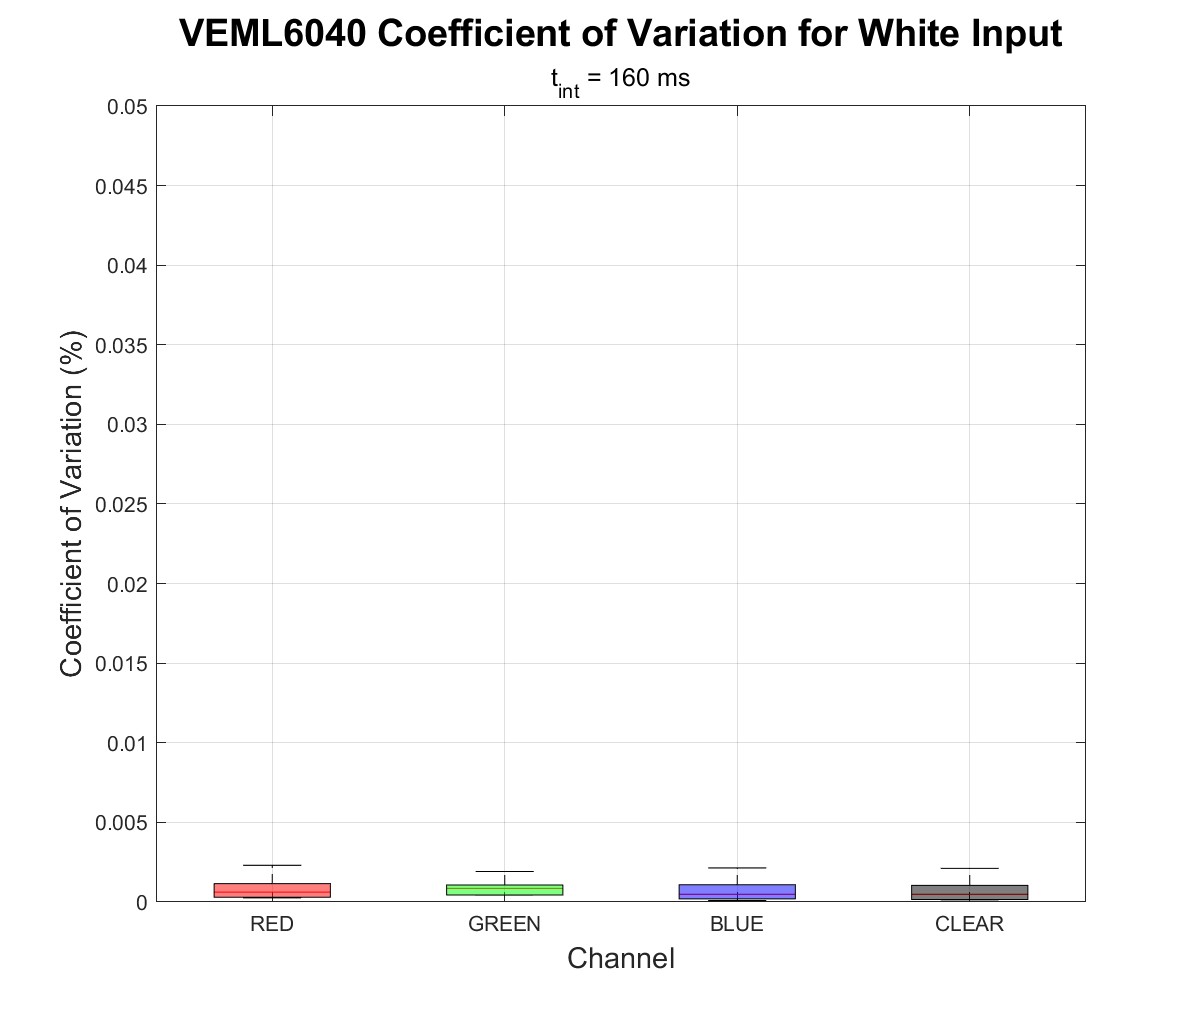 VEML6040 Coefficient of Variation for White Input
t_int = 160 ms
Coefficient of Variation (%)
0.05
0.045
0.04
0.035
0.03
0.025
0.02
0.015
0.01
0.005
0
RED GREEN BLUE CLEAR
Channel